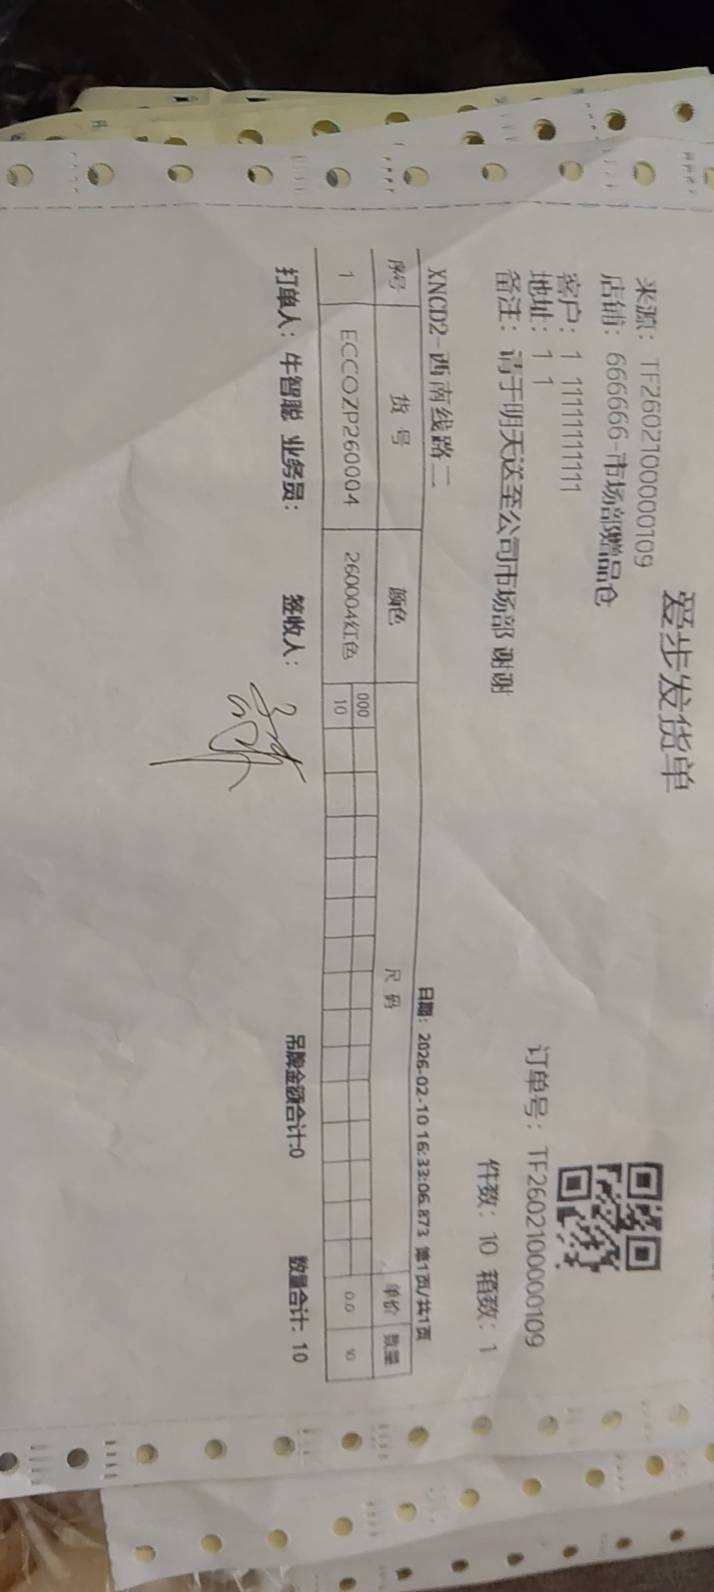 爱步发货单
来源： TF2602100000109
店铺： 666666-市场部赠品仓
客户： 1 11111111111
地址： 1 1
订单号： TF2602100000109
备注： 请于明天送至公司市场部 谢谢
件数： 10 箱数： 1
XNCD2-西南线路二
日期： 2026-02-10 16:33:06.873 第1页/共1页
序号 货号 颜色 尺码 单价 数量
000
1 ECCOZP260004 260004红色 10 0.0 10
打单人： 牛智聪 业务员： 签收人： 吊牌金额合计:0 数量合计: 10